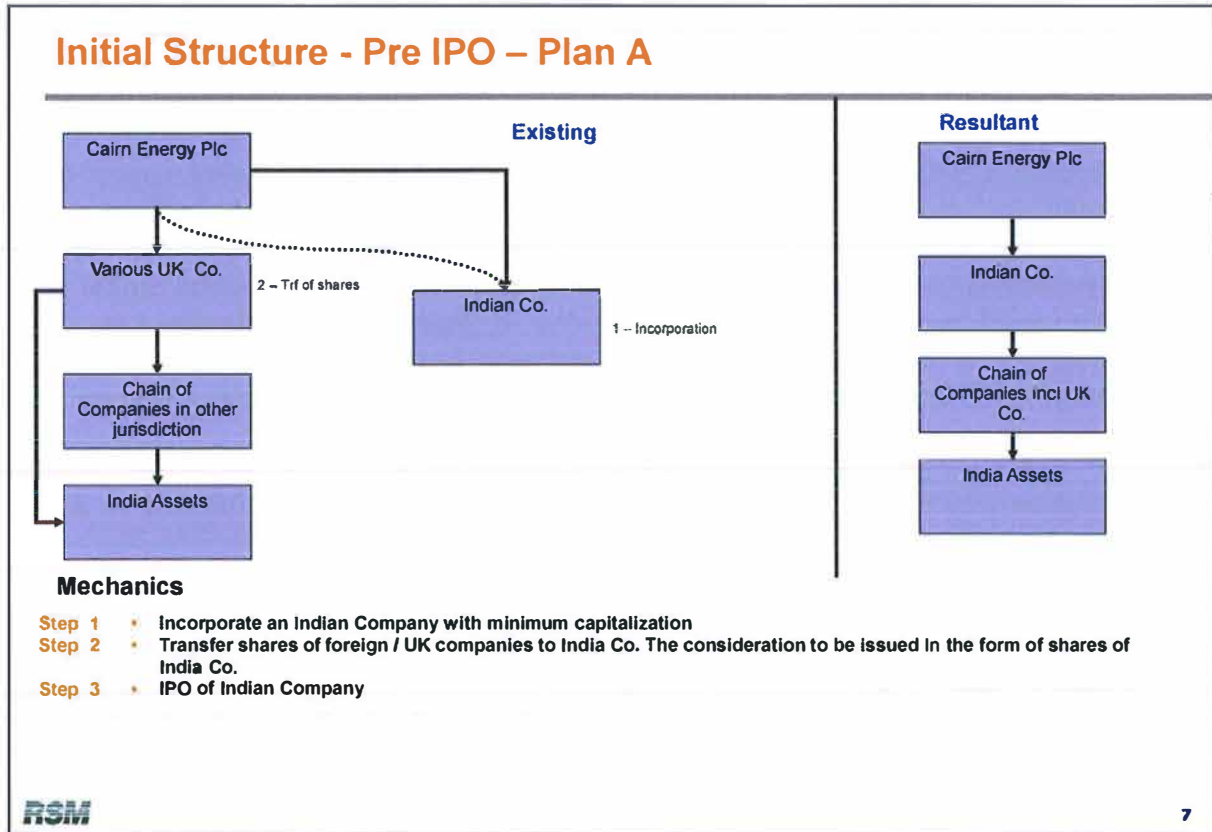 Initial Structure - Pre IPO – Plan A
Existing
Cairn Energy Plc
Various UK Co.
2 – Trf of shares
Indian Co.
1 – Incorporation
Chain of
Companies in other
jurisdiction
India Assets
Resultant
Cairn Energy Plc
Indian Co.
Chain of
Companies incl UK
Co.
India Assets
Mechanics
Step 1 • Incorporate an Indian Company with minimum capitalization
Step 2 • Transfer shares of foreign / UK companies to India Co. The consideration to be issued in the form of shares of
India Co.
Step 3 • IPO of Indian Company
RSM
7